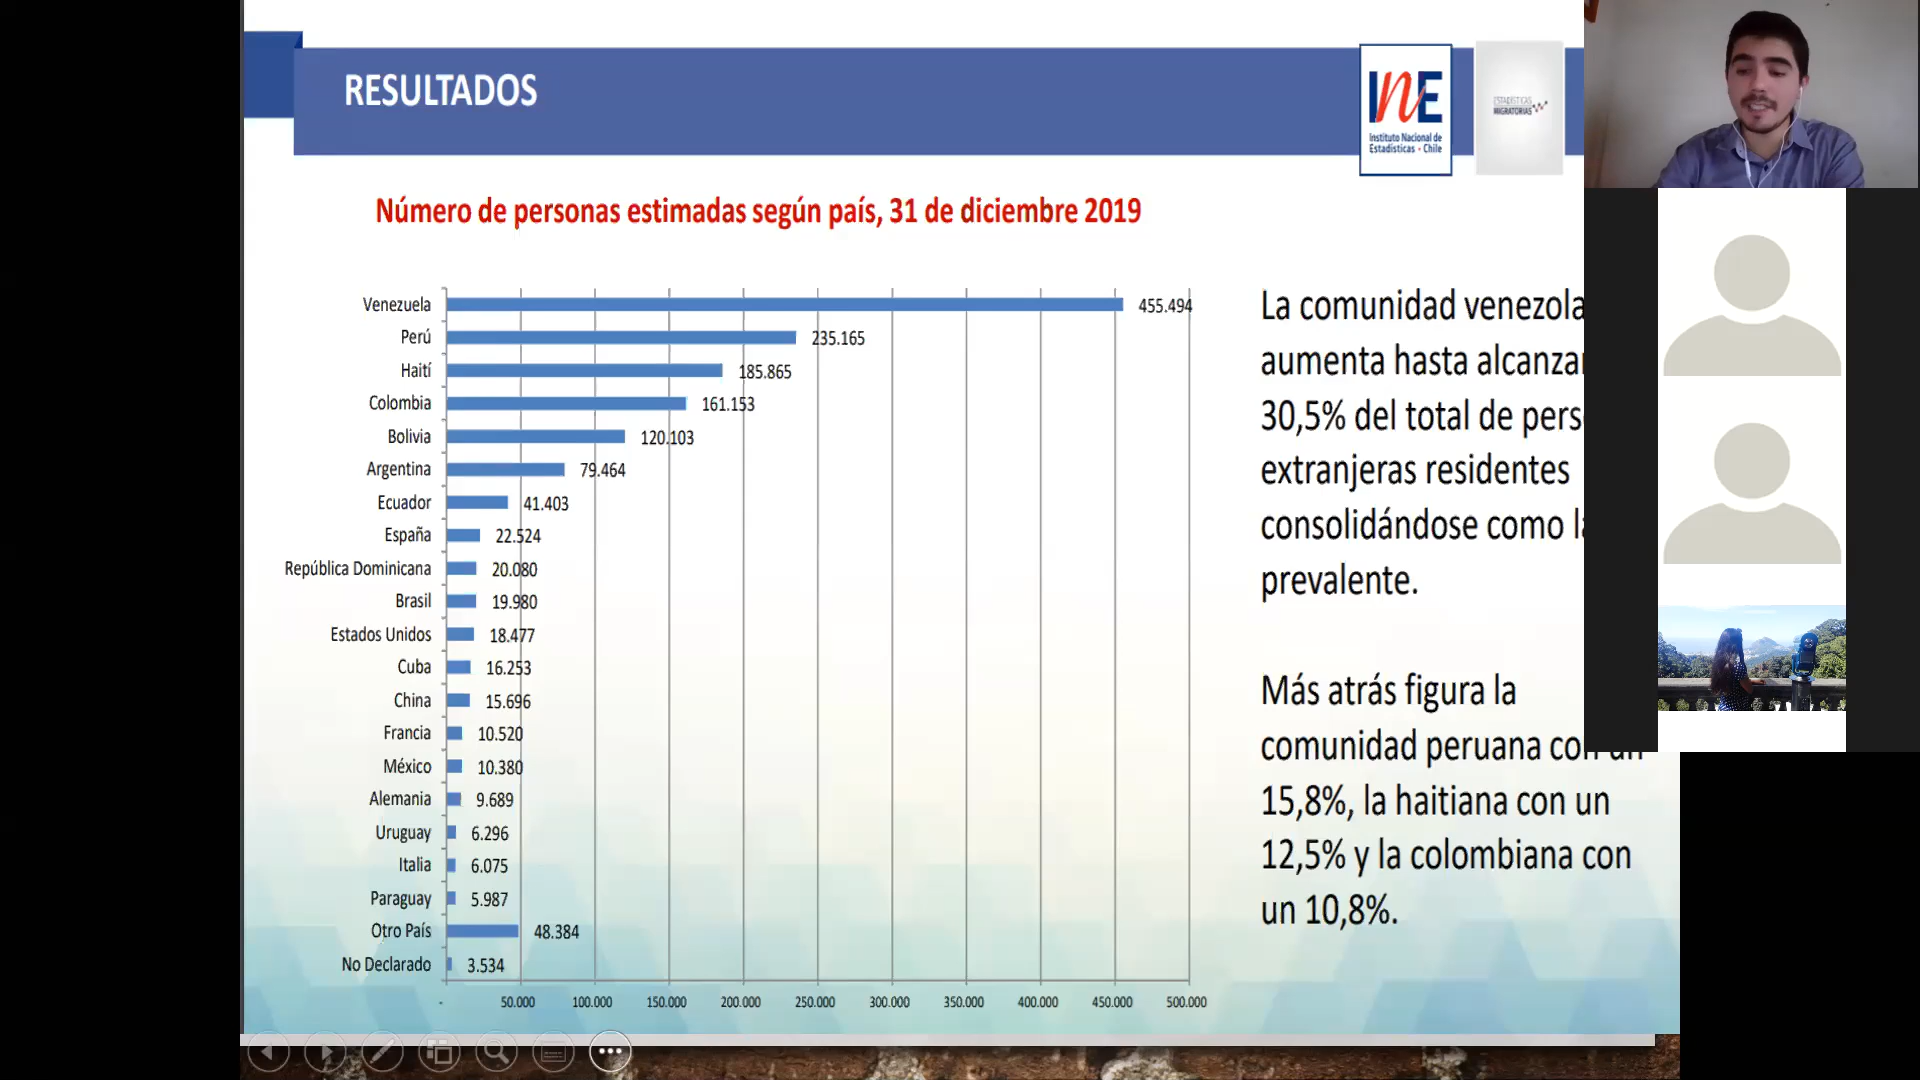 RESULTADOS
INE
Instituto Nacional de
Estadísticas • Chile
ESTADÍSTICAS
MIGRATORIAS
Número de personas estimadas según país, 31 de diciembre 2019
Venezuela 455.494
Perú 235.165
Haití 185.865
Colombia 161.153
Bolivia 120.103
Argentina 79.464
Ecuador 41.403
España 22.524
República Dominicana 20.080
Brasil 19.980
Estados Unidos 18.477
Cuba 16.253
China 15.696
Francia 10.520
México 10.380
Alemania 9.689
Uruguay 6.296
Italia 6.075
Paraguay 5.987
Otro País 48.384
No Declarado 3.534
- 50.000 100.000 150.000 200.000 250.000 300.000 350.000 400.000 450.000 500.000
La comunidad
aumenta hasta
30,5% del total de
extranjeras residentes
consolidándose como
prevalente.
Más atrás figura la
comunidad peruana con un
15,8%, la haitiana con un
12,5% y la colombiana con
un 10,8%.